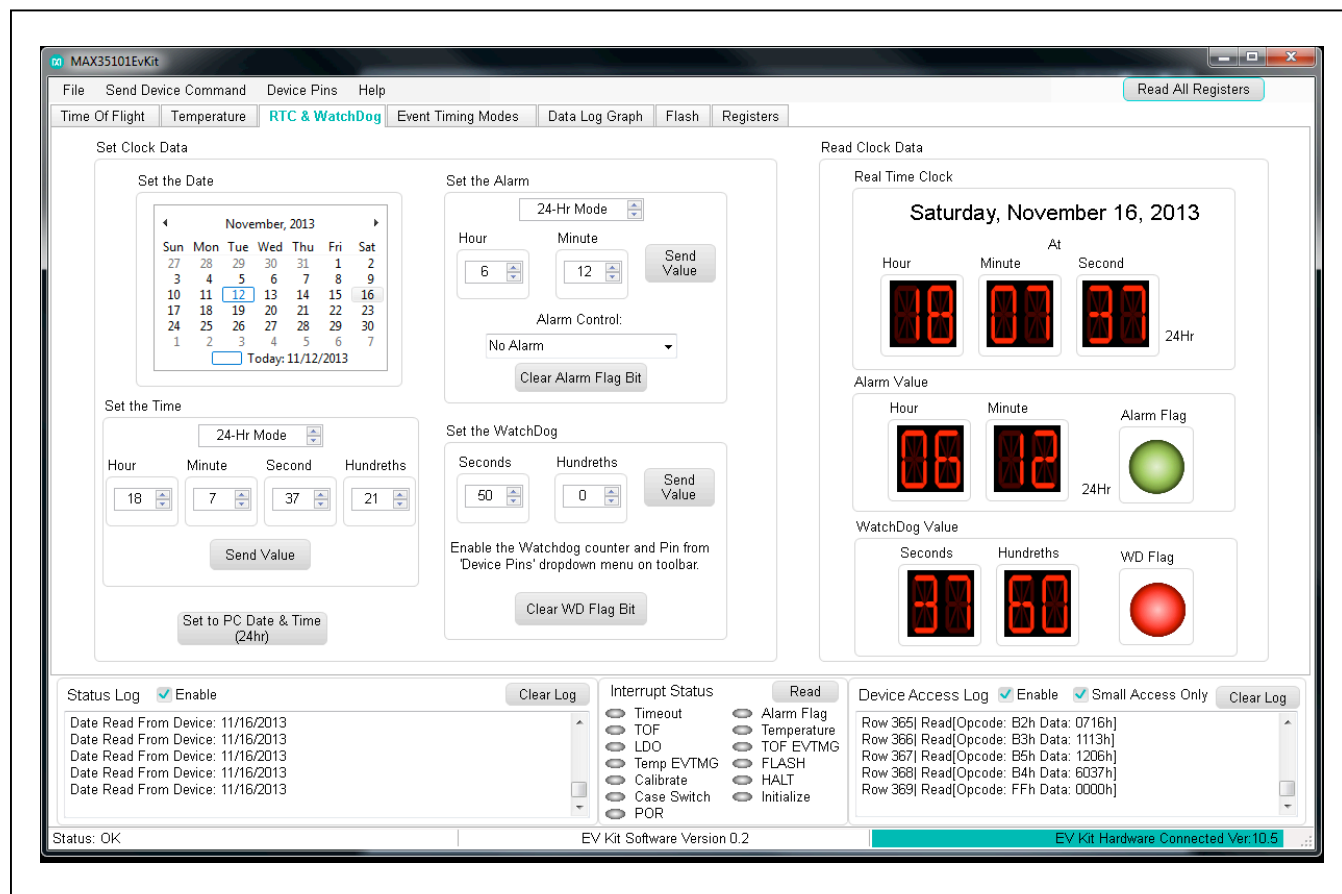 MAX35101EvKit
File Send Device Command Device Pins Help
Read All Registers
Time Of Flight Temperature RTC & WatchDog Event Timing Modes Data Log Graph Flash Registers
Set Clock Data
Set the Date
November, 2013
Sun Mon Tue Wed Thu Fri Sat
27 28 29 30 31 1 2
3 4 5 6 7 8 9
10 11 12 13 14 15 16
17 18 19 20 21 22 23
24 25 26 27 28 29 30
1 2 3 4 5 6 7
Today: 11/12/2013
Set the Time
24-Hr Mode
Hour Minute Second Hundreths
18 7 37 21
Send Value
Set to PC Date & Time
(24hr)
Set the Alarm
24-Hr Mode
Hour Minute
6 12
Send
Value
Alarm Control:
No Alarm
Clear Alarm Flag Bit
Set the WatchDog
Seconds Hundreths
50 0
Send
Value
Enable the Watchdog counter and Pin from
'Device Pins' dropdown menu on toolbar.
Clear WD Flag Bit
Read Clock Data
Real Time Clock
Saturday, November 16, 2013
At
Hour Minute Second
18 07 37
24Hr
Alarm Value
Hour Minute
Alarm Flag
06 12
24Hr
WatchDog Value
Seconds Hundreths
WD Flag
37 60
Status Log Enable
Clear Log
Date Read From Device: 11/16/2013
Date Read From Device: 11/16/2013
Date Read From Device: 11/16/2013
Date Read From Device: 11/16/2013
Date Read From Device: 11/16/2013
Interrupt Status
Read
Timeout Alarm Flag
TOF Temperature
LDO TOF EVTMG
Temp EVTMG FLASH
Calibrate HALT
Case Switch Initialize
POR
Device Access Log Enable Small Access Only
Clear Log
Row 365| Read[Opcode: B2h Data: 0716h]
Row 366| Read[Opcode: B3h Data: 1113h]
Row 367| Read[Opcode: B5h Data: 1206h]
Row 368| Read[Opcode: B4h Data: 6037h]
Row 369| Read[Opcode: FFh Data: 0000h]
Status: OK
EV Kit Software Version 0.2
EV Kit Hardware Connected Ver:10.5